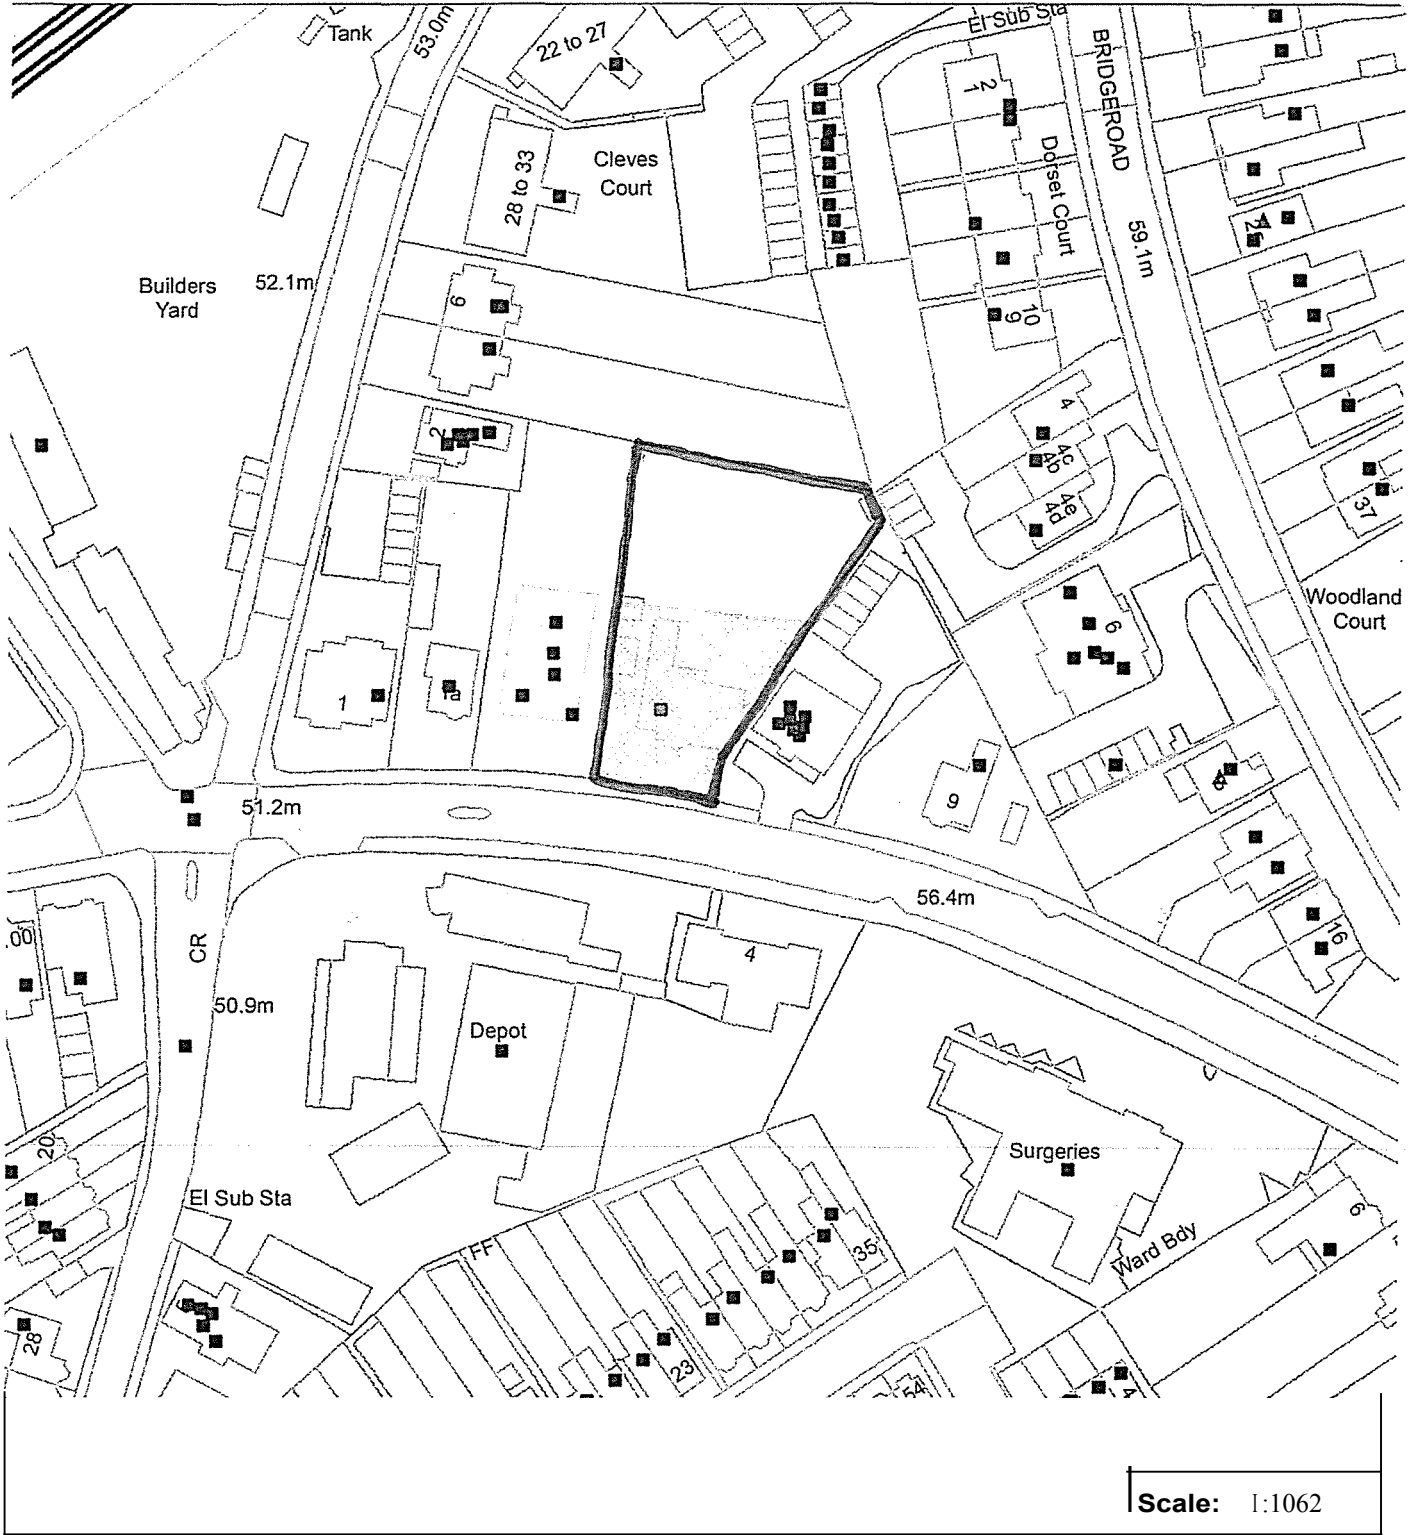 Tank
53.0m
22 to 27
El Sub Sta
BRIDGEROAD
2
1
Cleves
Court
28 to 33
Dorset Court
59.1m
25
Builders
Yard
52.1m
6
10
9
2
4
4c
4b
4e
4d
37
Woodland
Court
6
1
1a
9
8
51.2m
56.4m
16
CR
4
50.9m
Depot
Surgeries
20
El Sub Sta
FF
35
Ward Bdy
6
28
23
54
4
Scale: 1:1062